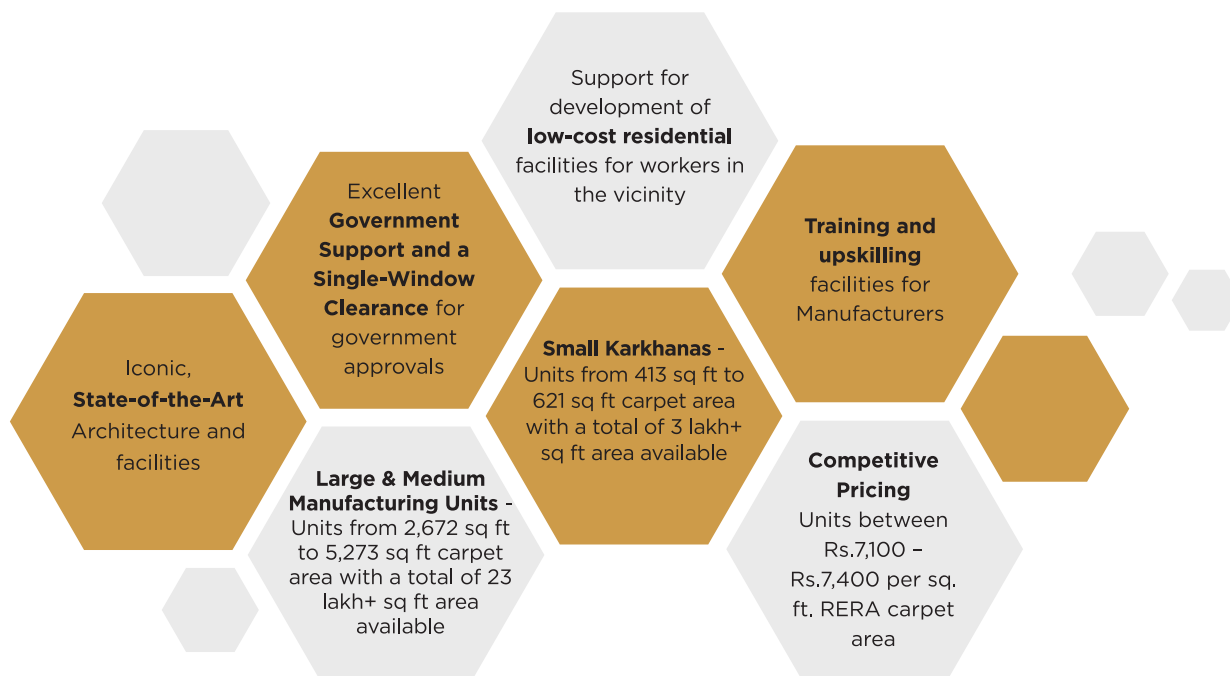 Support for
development of
low-cost residential
facilities for workers in
the vicinity
Excellent
Government
Support and a
Single-Window
Clearance for
government
approvals
Training and
upskilling
facilities for
Manufacturers
Iconic,
State-of-the-Art
Architecture and
facilities
Small Karkhanas -
Units from 413 sq ft to
621 sq ft carpet area
with a total of 3 lakh+
sq ft area available
Large & Medium
Manufacturing Units -
Units from 2,672 sq ft
to 5,273 sq ft carpet
area with a total of 23
lakh+ sq ft area
available
Competitive
Pricing
Units between
Rs.7,100 –
Rs.7,400 per sq.
ft. RERA carpet
area